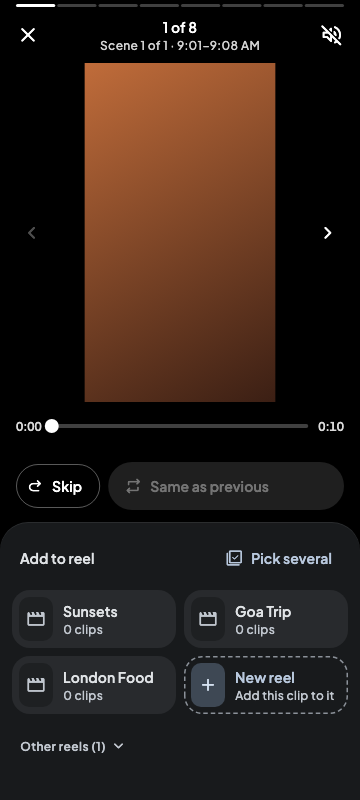 1 of 8
Scene 1 of 1 · 9:01–9:08 AM
0:00
0:10
Skip
Same as previous
Add to reel
Pick several
Sunsets
0 clips
Goa Trip
0 clips
London Food
0 clips
New reel
Add this clip to it
Other reels (1)